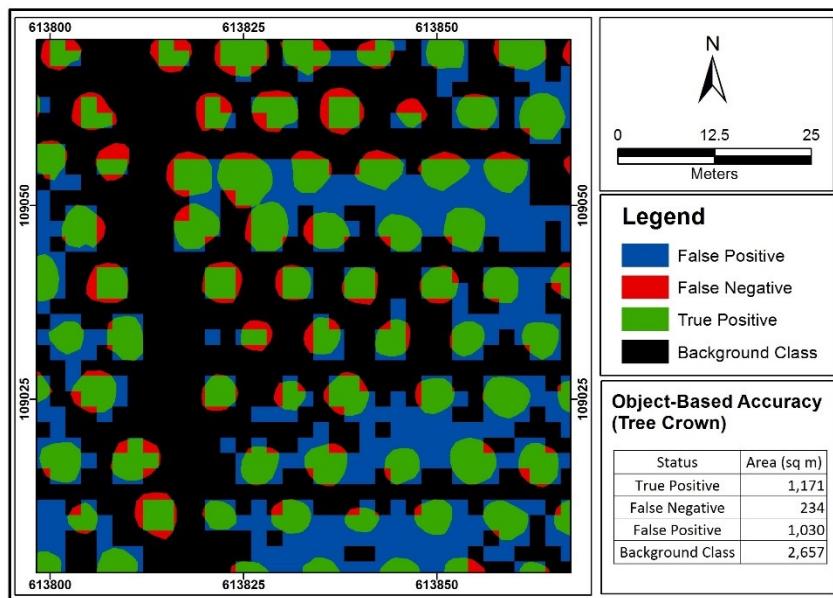 613800 613825 613850
109050
109025
109050
109025
613800 613825 613850
N
0 12.5 25
Meters
Legend
False Positive
False Negative
True Positive
Background Class
Object-Based Accuracy
(Tree Crown)
Status Area (sq m)
True Positive 1,171
False Negative 234
False Positive 1,030
Background Class 2,657